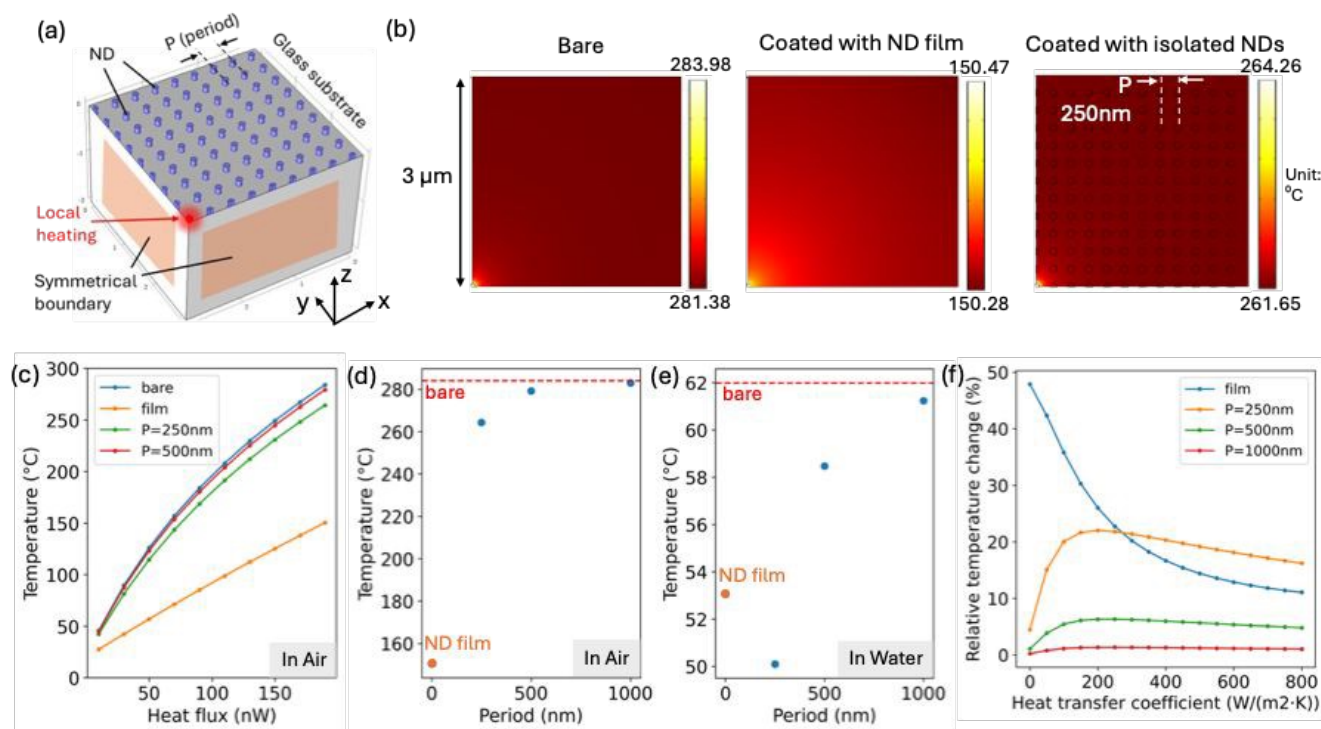 (a)
ND
P (period)
Glass substrate
Local
heating
Symmetrical
boundary
z
y
x
(b)
Bare
Coated with ND film
Coated with isolated NDs
283.98
150.47
264.26
P
250nm
3 µm
Unit:
°C
281.38
150.28
261.65
(c)
300
250
200
150
100
50
0
Temperature (°C)
bare
film
P=250nm
P=500nm
In Air
50
100
150
Heat flux (nW)
(d)
280
260
240
220
200
180
160
Temperature (°C)
bare
ND film
In Air
0
500
1000
Period (nm)
(e)
62
60
58
56
54
52
50
Temperature (°C)
bare
ND film
In Water
0
500
1000
Period (nm)
(f)
50
40
30
20
10
0
Relative temperature change (%)
film
P=250nm
P=500nm
P=1000nm
0
200
400
600
800
Heat transfer coefficient (W/(m2·K))